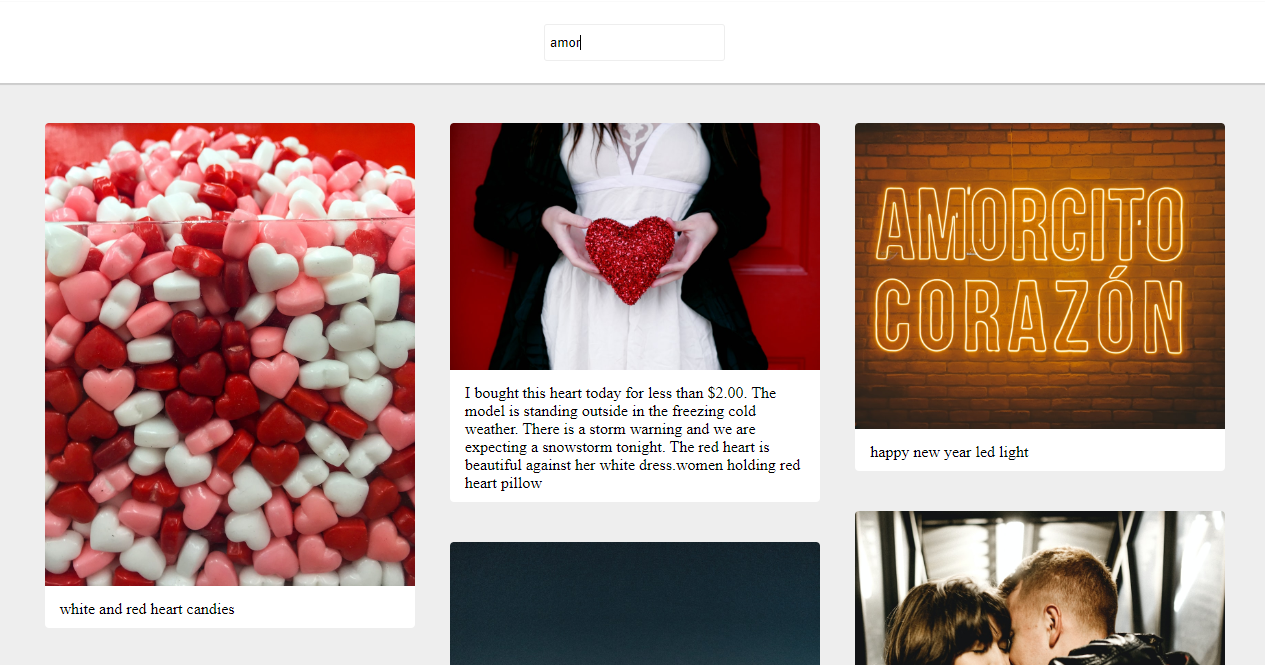 amor
AMORCITO
CORAZÓN
I bought this heart today for less than $2.00. The
model is standing outside in the freezing cold
weather. There is a storm warning and we are
expecting a snowstorm tonight. The red heart is
beautiful against her white dress.women holding red
heart pillow
happy new year led light
white and red heart candies